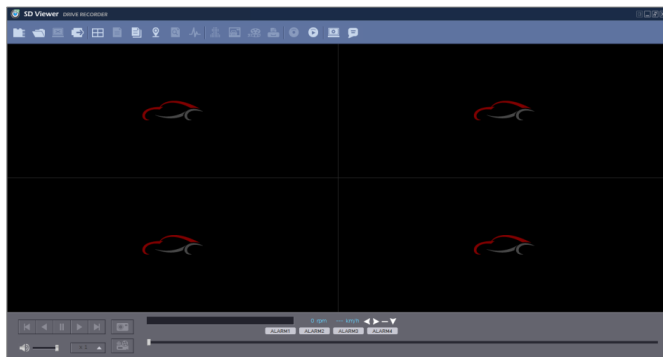 SD Viewer DRIVE RECORDER
0 rpm --- km/h
ALARM1 ALARM2 ALARM3 ALARM4